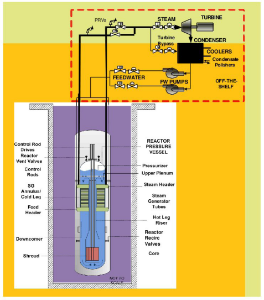 PRVs
STEAM
TURBINE
Turbine
Bypass
CONDENSER
COOLERS
Condensate
Polishers
FEEDWATER
FW PUMPS
OFF-THE
SHELF
Control Rod
Drives
Reactor
Vent Valves
Control
Rods
SG
Annulus/
Cold Leg
Feed
Header
Downcomer
Shroud
REACTOR
PRESSURE
VESSEL
Pressurizer
Upper Plenum
Steam Header
Steam
Generator
Tubes
Hot Leg
Riser
Reactor
Recirc
Valves
Core